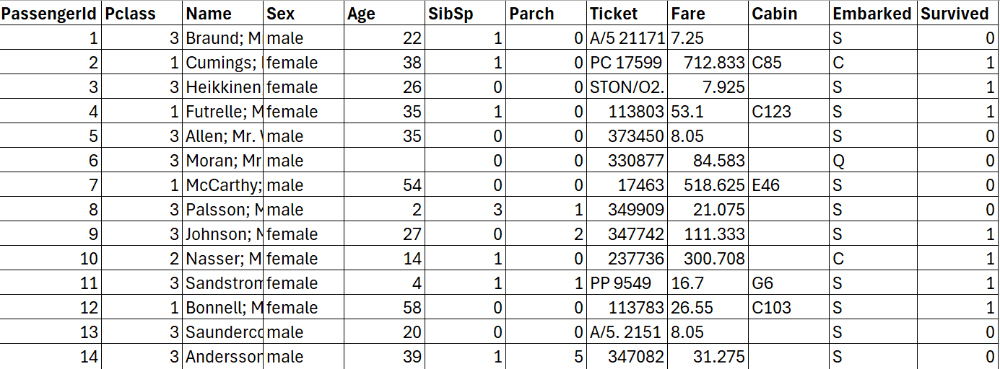 PassengerId Pclass Name Sex Age SibSp Parch Ticket Fare Cabin Embarked Survived
1 3 Braund; M male 22 1 0 A/5 21171 7.25 S 0
2 1 Cumings; female 38 1 0 PC 17599 712.833 C85 C 1
3 3 Heikkinen female 26 0 0 STON/O2. 7.925 S 1
4 1 Futrelle; M female 35 1 0 113803 53.1 C123 S 1
5 3 Allen; Mr. male 35 0 0 373450 8.05 S 0
6 3 Moran; Mr male 0 0 330877 84.583 Q 0
7 1 McCarthy; male 54 0 0 17463 518.625 E46 S 0
8 3 Palsson; M male 2 3 1 349909 21.075 S 0
9 3 Johnson; M female 27 0 2 347742 111.333 S 1
10 2 Nasser; M female 14 1 0 237736 300.708 C 1
11 3 Sandstrom female 4 1 1 PP 9549 16.7 G6 S 1
12 1 Bonnell; M female 58 0 0 113783 26.55 C103 S 1
13 3 Saunderco male 20 0 0 A/5. 2151 8.05 S 0
14 3 Andersson male 39 1 5 347082 31.275 S 0